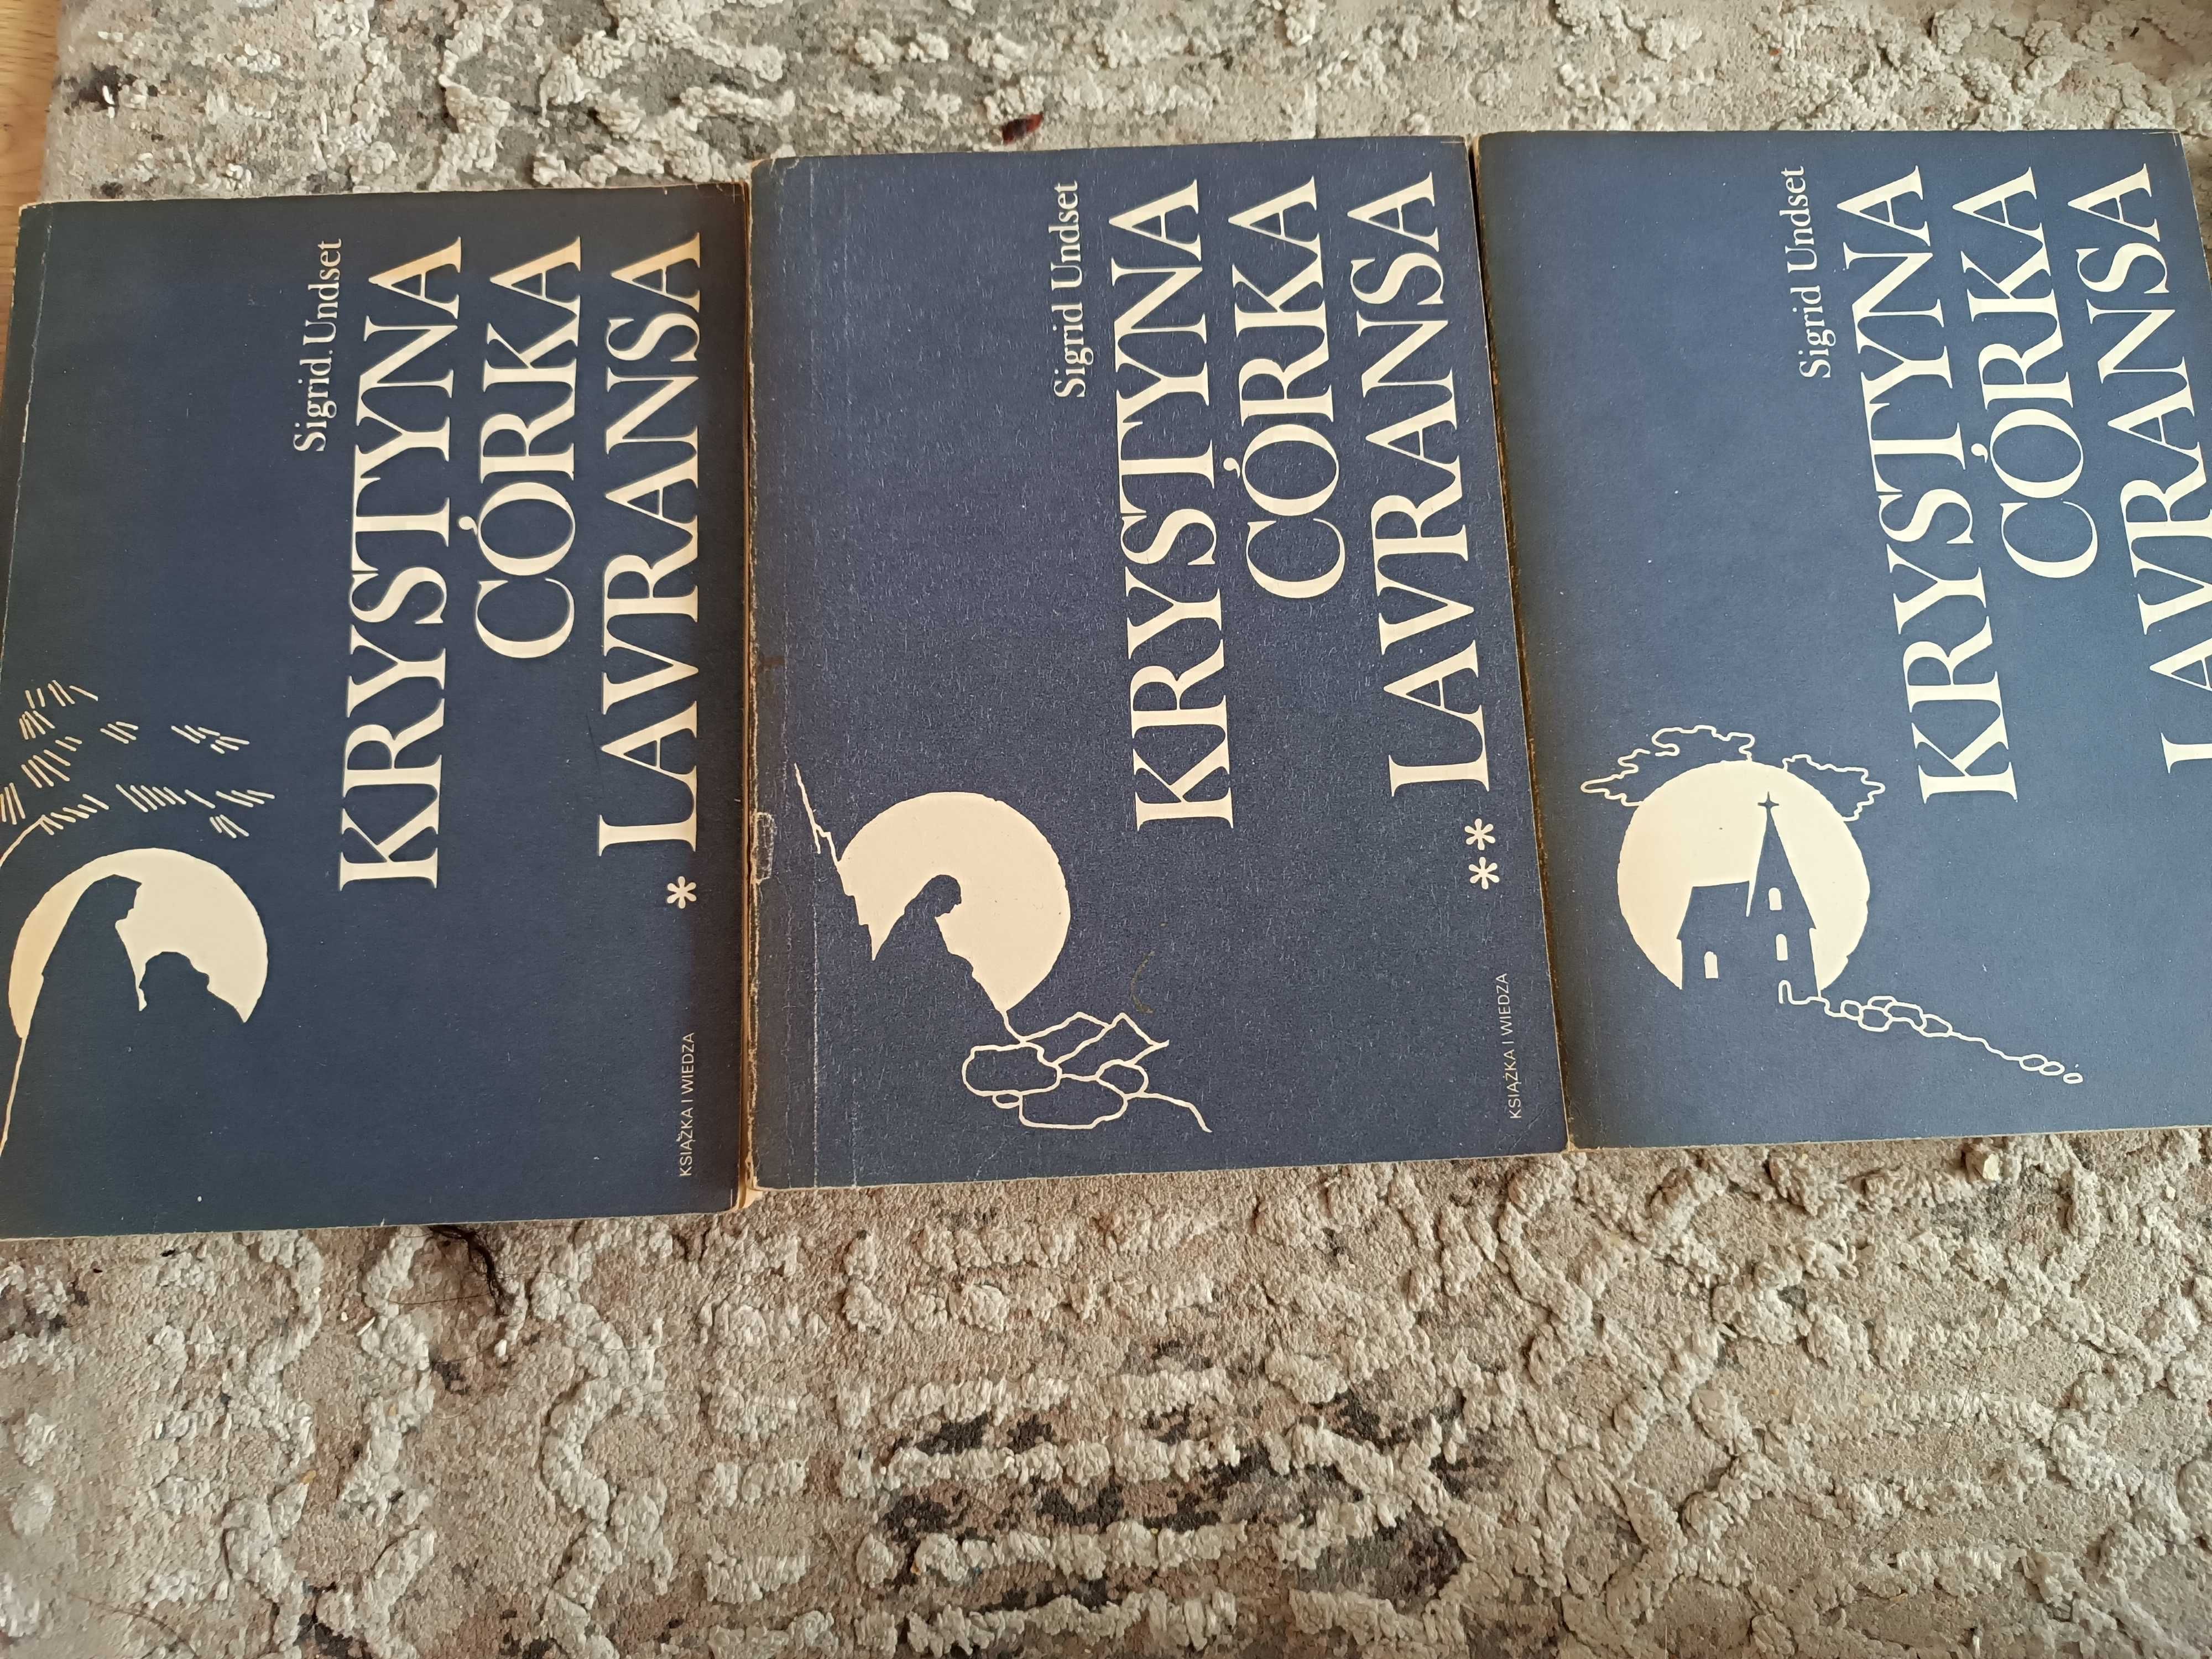 Sigrid Undset
KRYSTYNA
CÓRKA
LAVRANSA
*
KSIĄŻKA I WIEDZA
Sigrid Undset
KRYSTYNA
CÓRKA
LAVRANSA
**
KSIĄŻKA I WIEDZA
Sigrid Undset
KRYSTYNA
CÓRKA
LAVRANSA